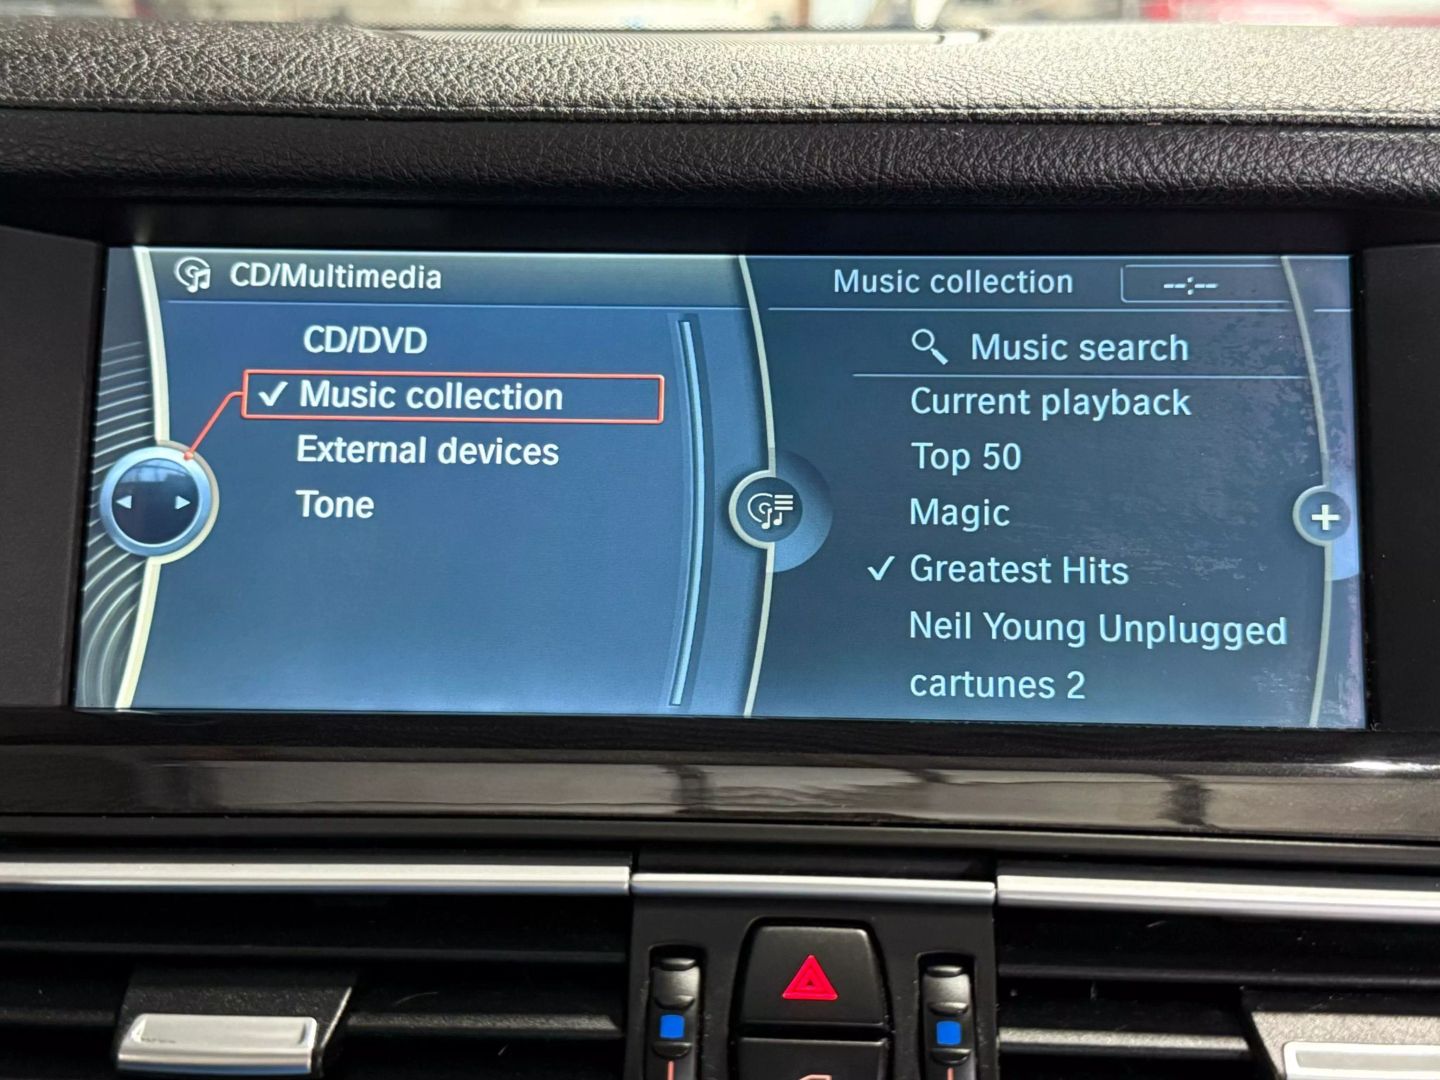 CD/Multimedia
CD/DVD
✓ Music collection
External devices
Tone
Music collection --:--
Music search
Current playback
Top 50
Magic
✓ Greatest Hits
Neil Young Unplugged
cartunes 2